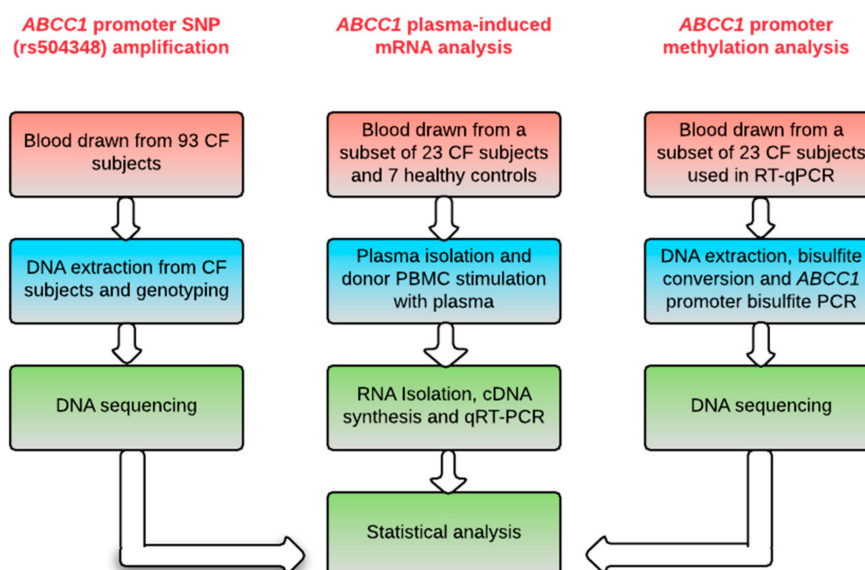 ABCC1 promoter SNP
(rs504348) amplification
Blood drawn from 93 CF
subjects
DNA extraction from CF
subjects and genotyping
DNA sequencing
ABCC1 plasma-induced
mRNA analysis
Blood drawn from a
subset of 23 CF subjects
and 7 healthy controls
Plasma isolation and
donor PBMC stimulation
with plasma
RNA Isolation, cDNA
synthesis and qRT-PCR
Statistical analysis
ABCC1 promoter
methylation analysis
Blood drawn from a
subset of 23 CF subjects
used in RT-qPCR
DNA extraction, bisulfite
conversion and ABCC1
promoter bisulfite PCR
DNA sequencing